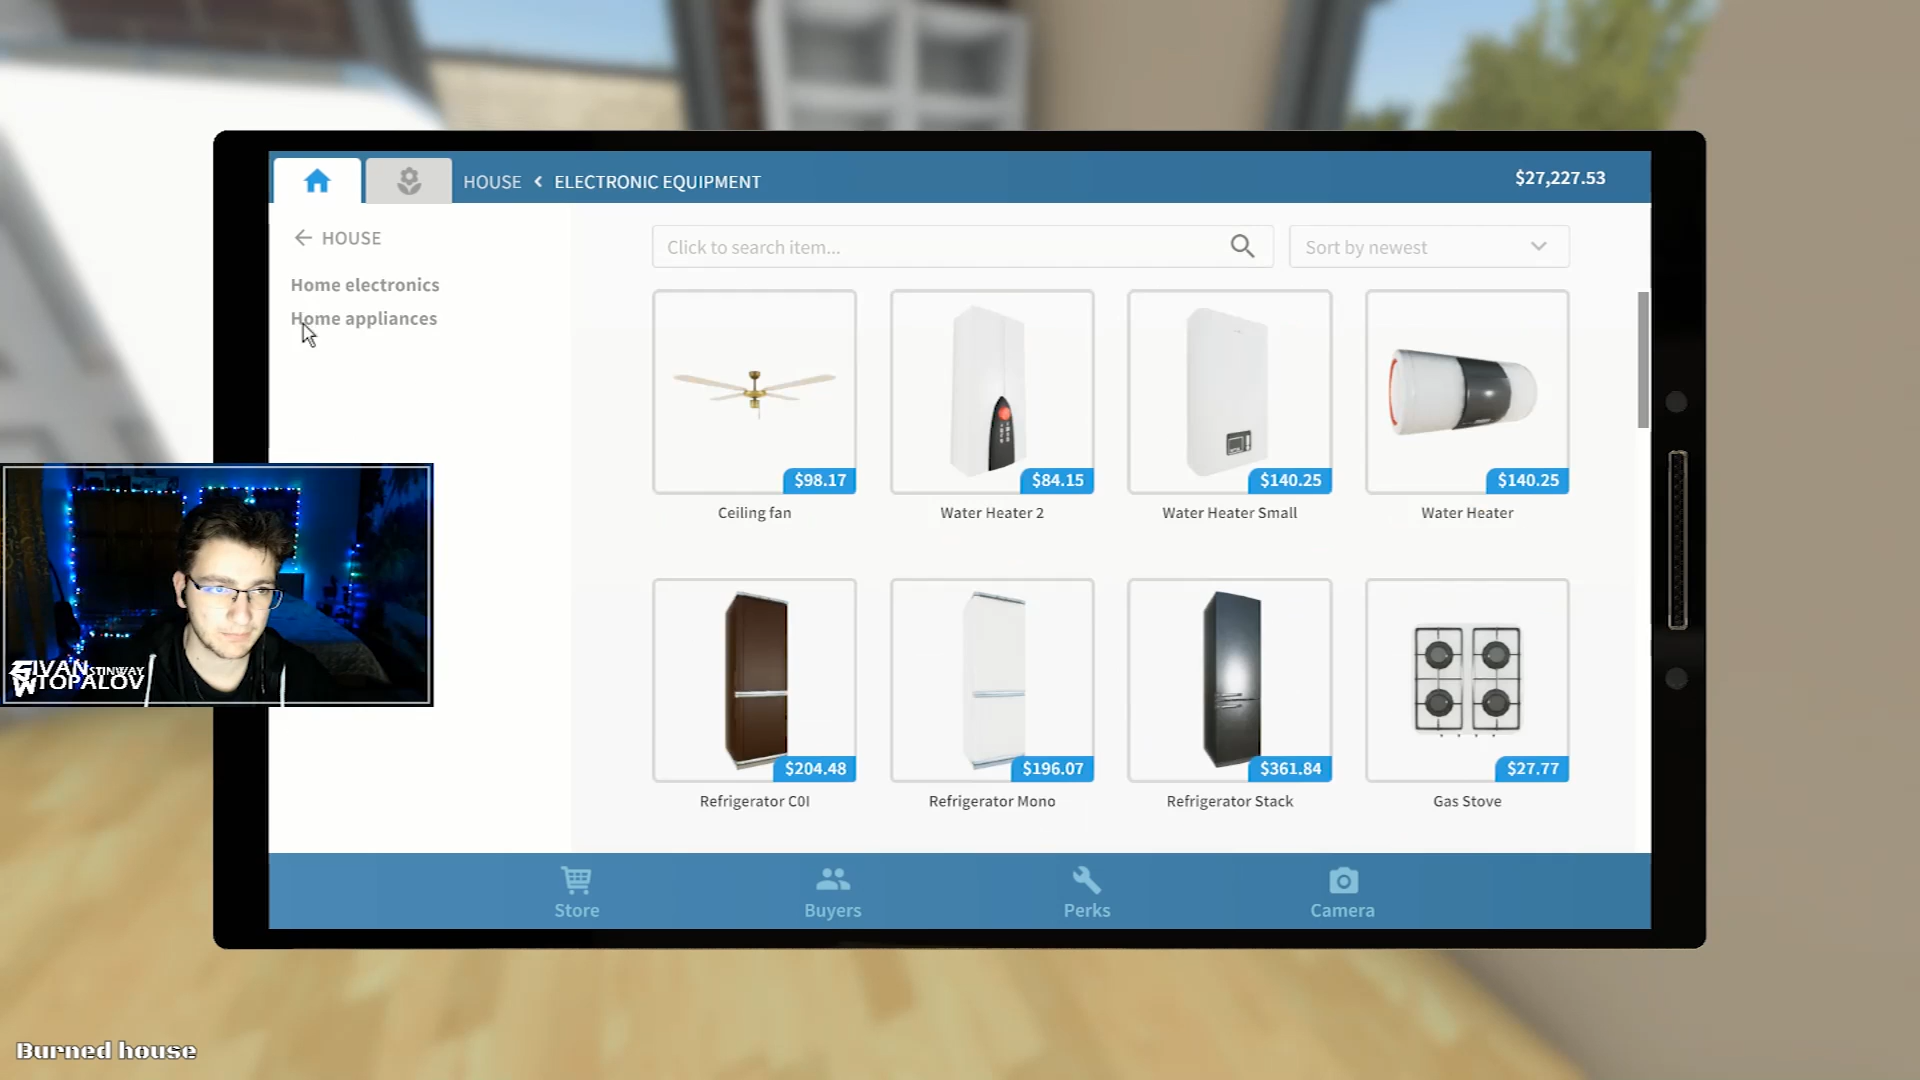 HOUSE < ELECTRONIC EQUIPMENT
$27,227.53
HOUSE
Home electronics
Home appliances
Click to search item...
Sort by newest
$98.17
$84.15
$140.25
$140.25
Ceiling fan
Water Heater 2
Water Heater Small
Water Heater
$204.48
$196.07
$361.84
$27.77
Refrigerator C0I
Refrigerator Mono
Refrigerator Stack
Gas Stove
IVAN STINWAY
TOPALOV
Store
Buyers
Perks
Camera
Burned house